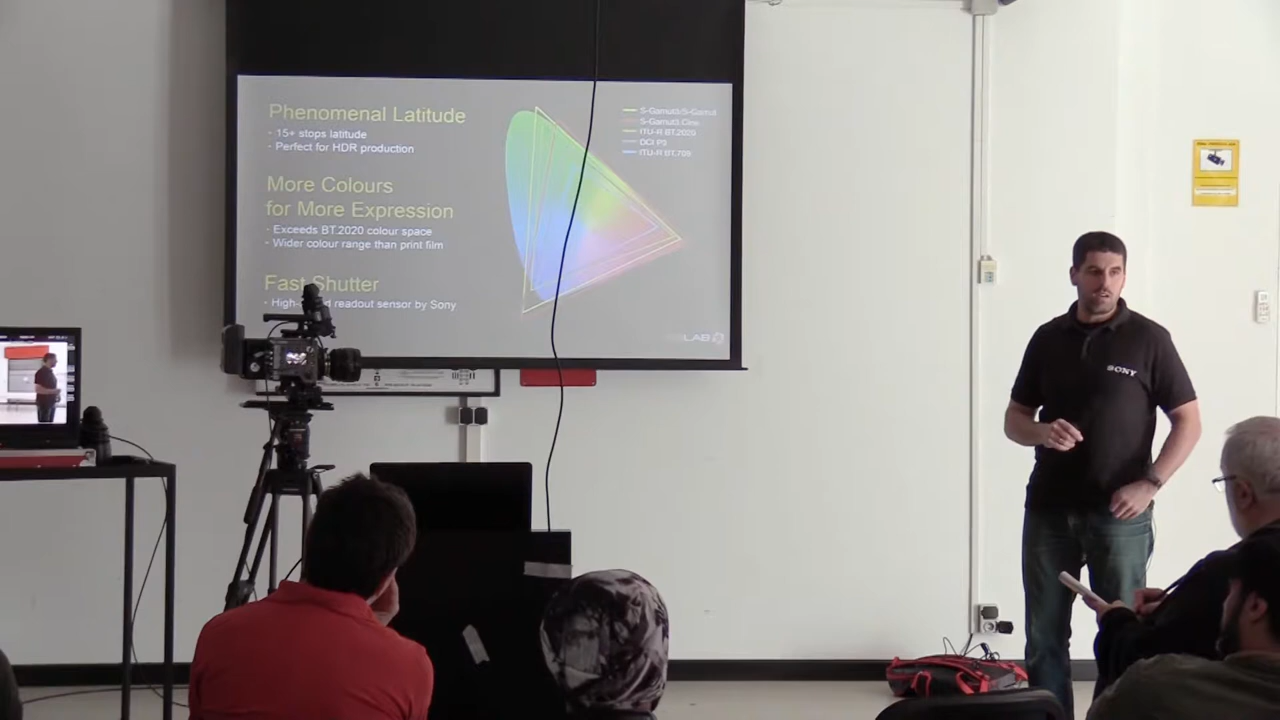 Phenomenal Latitude
- 15+ stops latitude
- Perfect for HDR production
More Colours
for More Expression
- Exceeds BT.2020 colour space
- Wider colour range than print film
Fast Shutter
- High- readout sensor by Sony
S-Gamut3/S-Gamut
S-Gamut3.Cine
ITU-R BT.2020
DCI P3
ITU-R BT.709
LAB
SONY